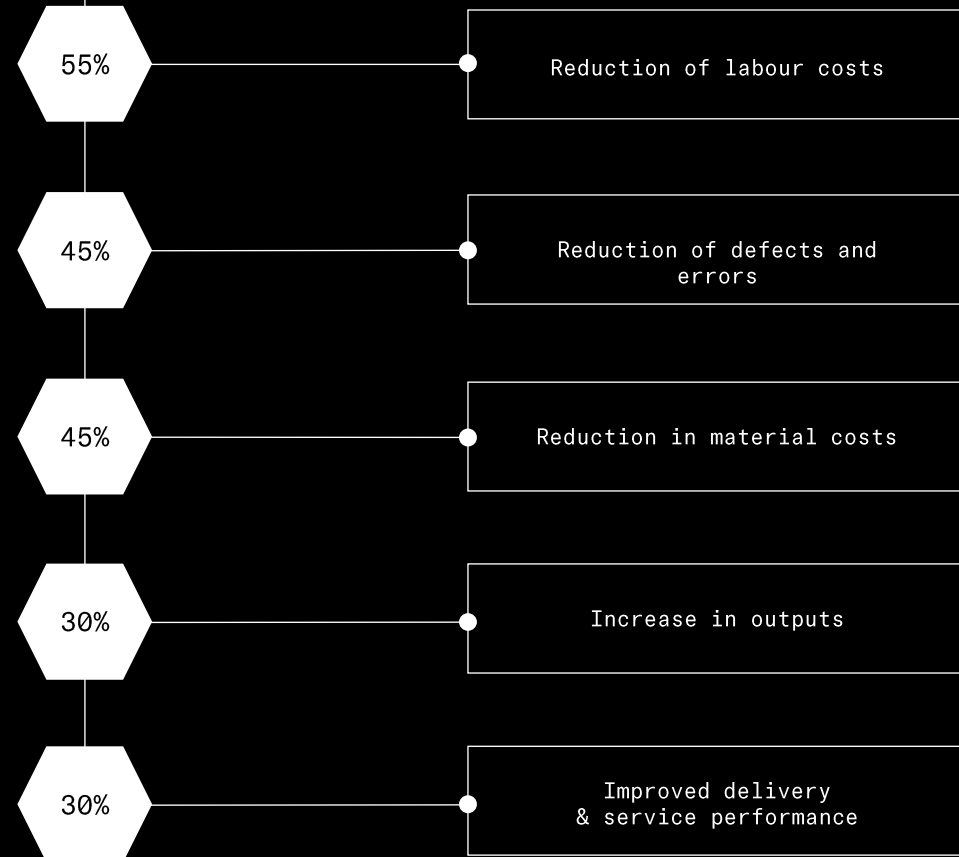 55%
Reduction of labour costs
45%
Reduction of defects and
errors
45%
Reduction in material costs
30%
Increase in outputs
30%
Improved delivery
& service performance